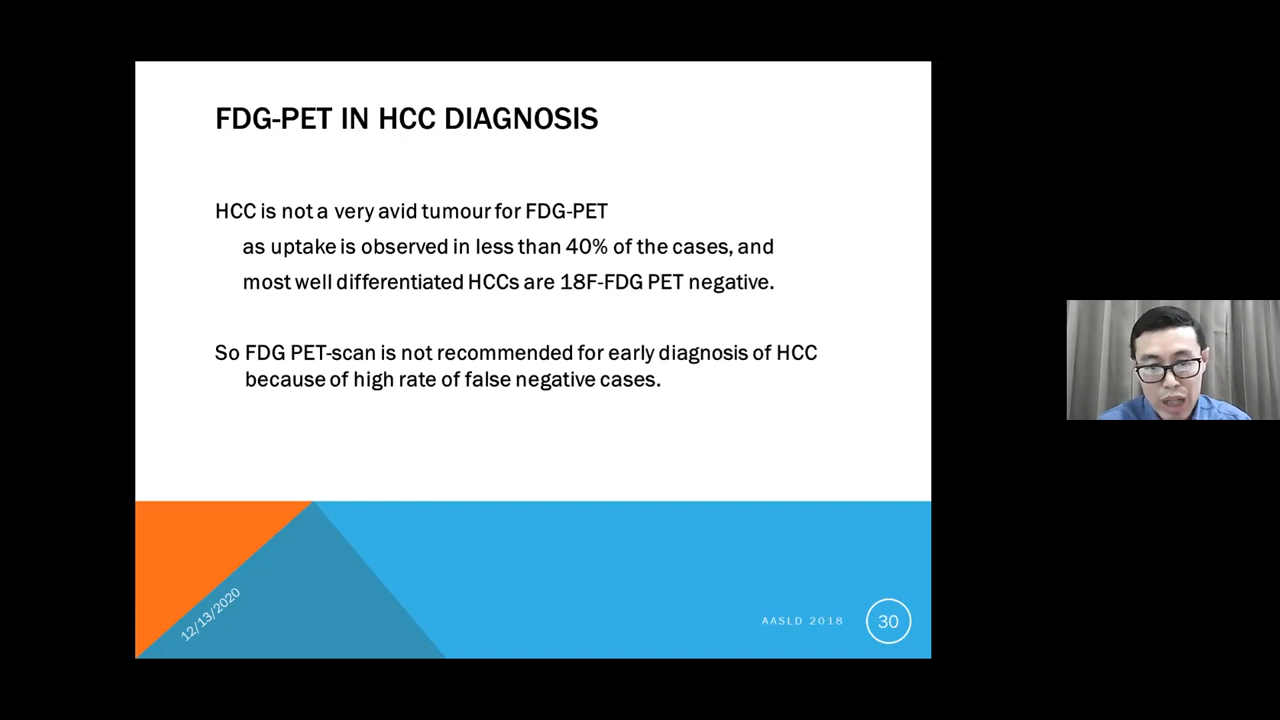 FDG-PET IN HCC DIAGNOSIS
HCC is not a very avid tumour for FDG-PET
as uptake is observed in less than 40% of the cases, and
most well differentiated HCCs are 18F-FDG PET negative.
So FDG PET-scan is not recommended for early diagnosis of HCC
because of high rate of false negative cases.
12/13/2020
AASLD 2018
30